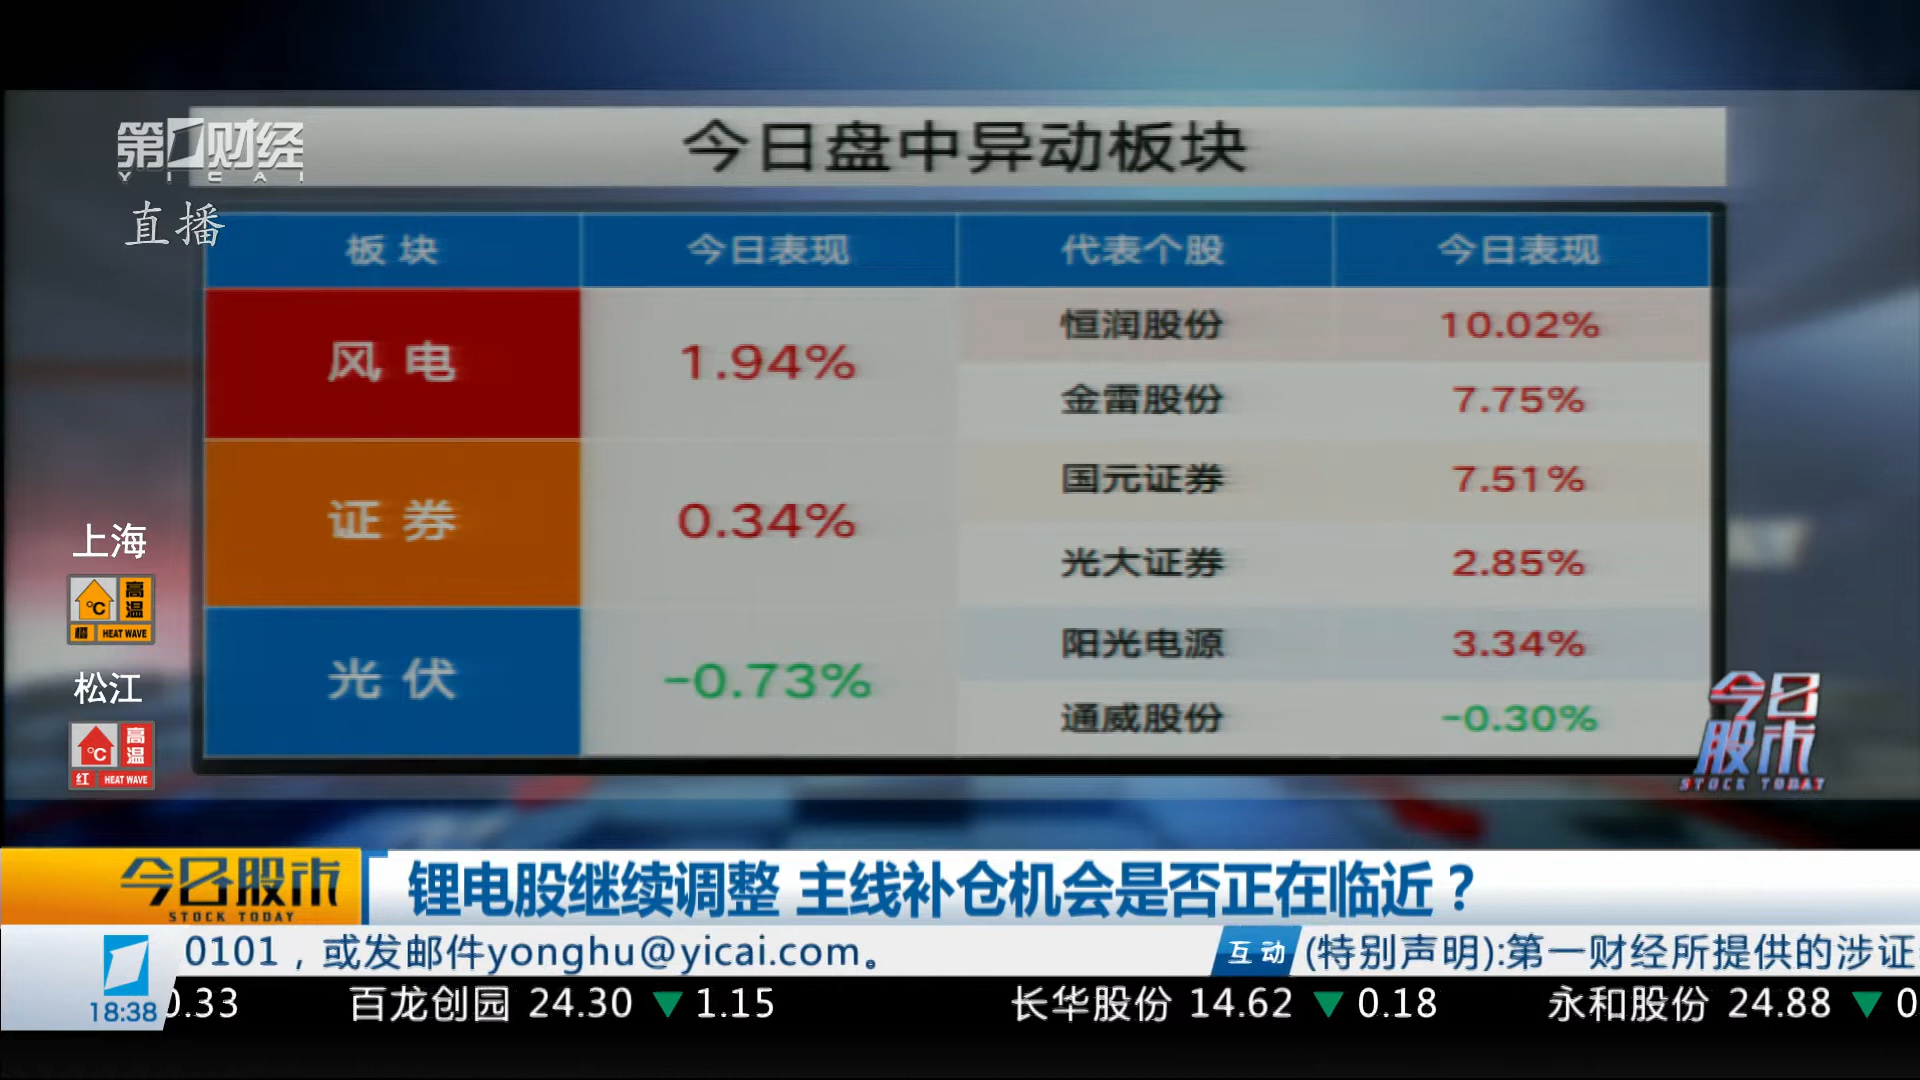 第1财经
YICAI
直播
今日盘中异动板块
板块 今日表现 代表个股 今日表现
风电 1.94% 恒润股份 10.02%
金雷股份 7.75%
证券 0.34% 国元证券 7.51%
光大证券 2.85%
光伏 -0.73% 阳光电源 3.34%
通威股份 -0.30%
上海
℃ 高温
橙 HEAT WAVE
松江
℃ 高温
红 HEAT WAVE
今日股市
STOCK TODAY
今日股市
STOCK TODAY
锂电股继续调整 主线补仓机会是否正在临近？
0101，或发邮件yonghu@yicai.com。 互动 (特别声明):第一财经所提供的涉证
18:38
0.33 百龙创园 24.30 ▼ 1.15 长华股份 14.62 ▼ 0.18 永和股份 24.88 ▼ 0